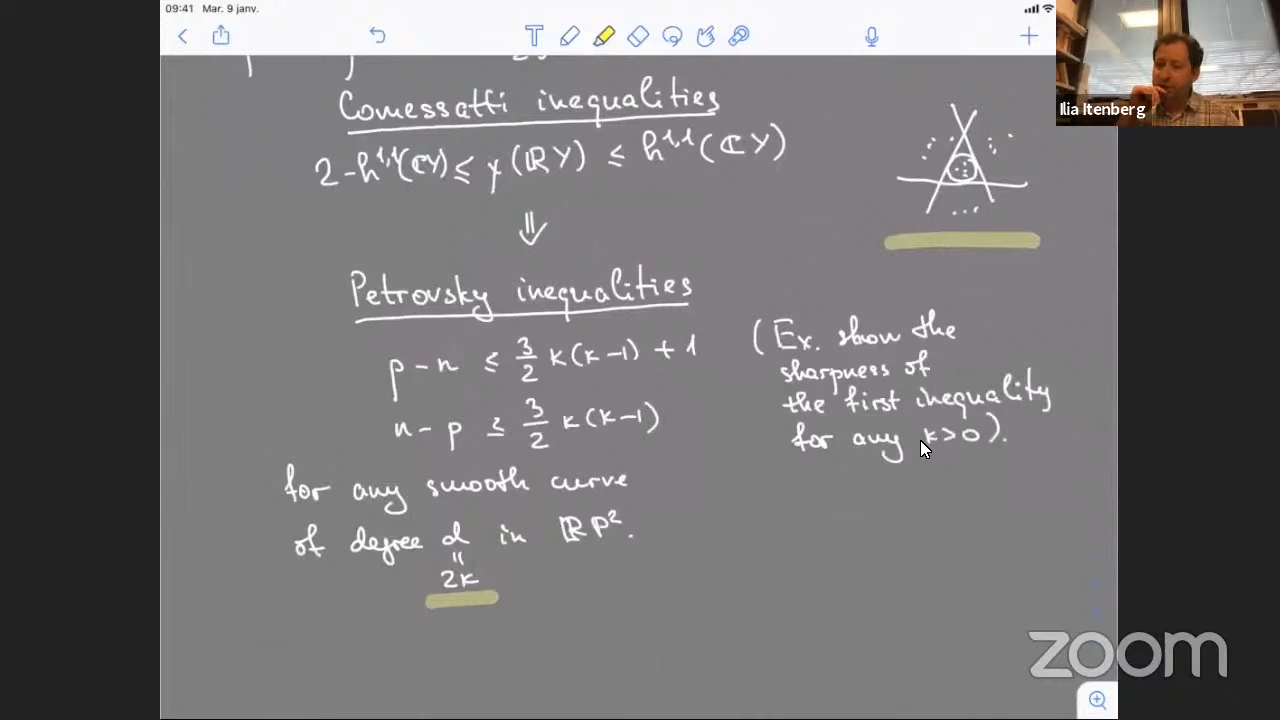 09:41 Mar. 9 janv.
Ilia Itenberg
Comessatti inequalities
2-h^{1,1}(ℂY) ≤ χ(ℝY) ≤ h^{1,1}(ℂY)
⇓
Petrovsky inequalities
p - n ≤ 3/2 k(k-1) + 1
n - p ≤ 3/2 k(k-1)
for any smooth curve
of degree d in ℝP².
"
2k
(Ex. show the
sharpness of
the first inequality
for any k>0).
zoom